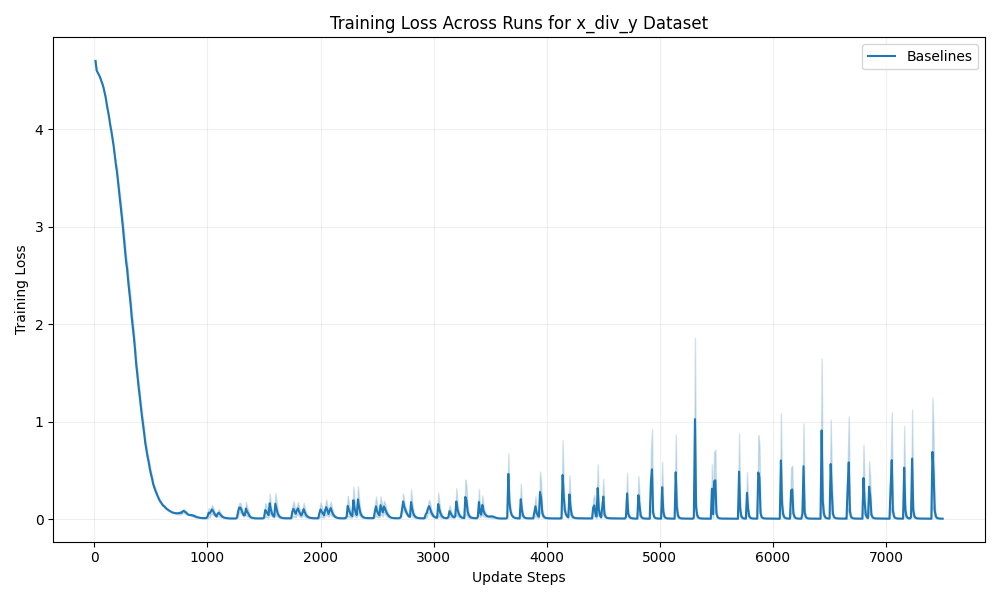 Training Loss Across Runs for x_div_y Dataset
Baselines
Training Loss
4
3
2
1
0
0 1000 2000 3000 4000 5000 6000 7000
Update Steps